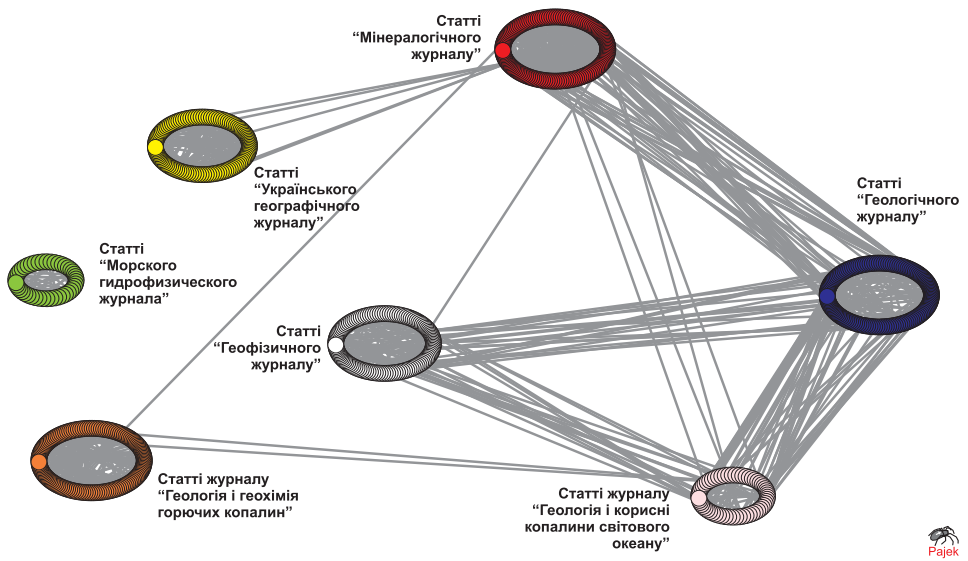 Статті
“Мінералогічного
журналу”
Статті
“Українського
географічного
журналу”
Статті
“Геологічного
журналу”
Статті
“Морского
гидрофизического
журнала”
Статті
“Геофізичного
журналу”
Статті журналу
“Геологія і геохімія
горючих копалин”
Статті журналу
“Геологія і корисні
копалини світового
океану”
Pajek